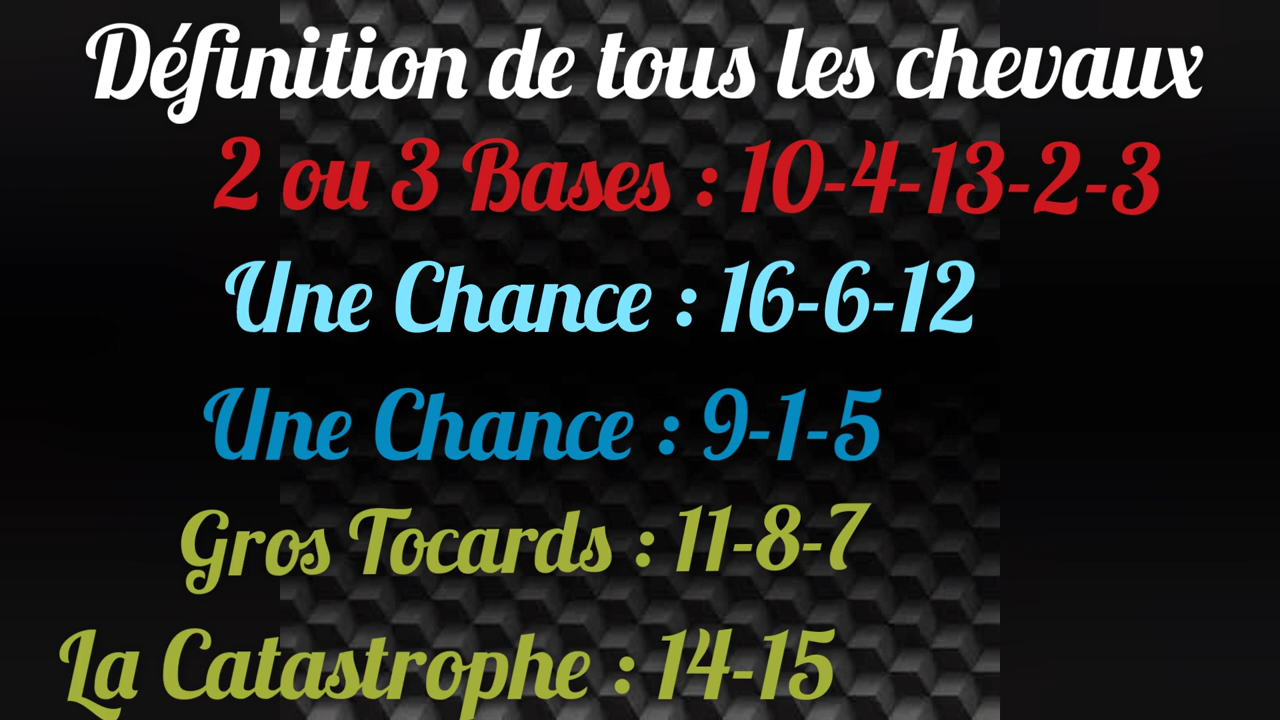 Définition de tous les chevaux
2 ou 3 Bases : 10-4-13-2-3
Une Chance : 16-6-12
Une Chance : 9-1-5
Gros Tocards : 11-8-7
La Catastrophe : 14-15